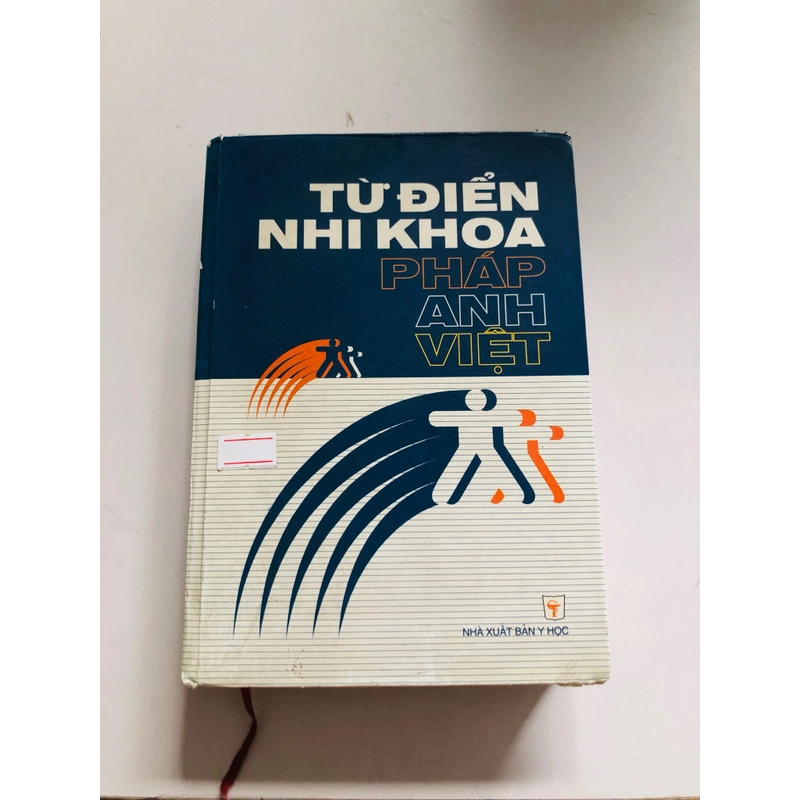 TỪ ĐIỂN
NHI KHOA
PHÁP
ANH
VIỆT
NHÀ XUẤT BẢN Y HỌC